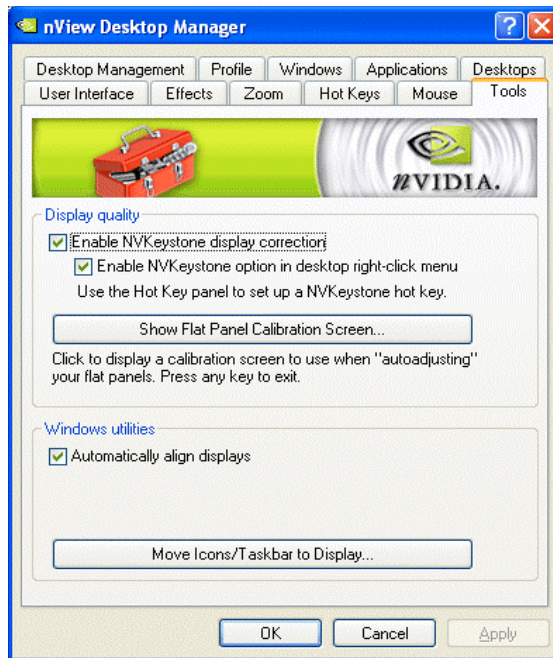 nView Desktop Manager
Desktop Management Profile Windows Applications Desktops
User Interface Effects Zoom Hot Keys Mouse Tools
nVIDIA.
Display quality
Enable NVKeystone display correction
Enable NVKeystone option in desktop right-click menu
Use the Hot Key panel to set up a NVKeystone hot key.
Show Flat Panel Calibration Screen...
Click to display a calibration screen to use when "autoadjusting"
your flat panels. Press any key to exit.
Windows utilities
Automatically align displays
Move Icons/Taskbar to Display...
OK Cancel Apply